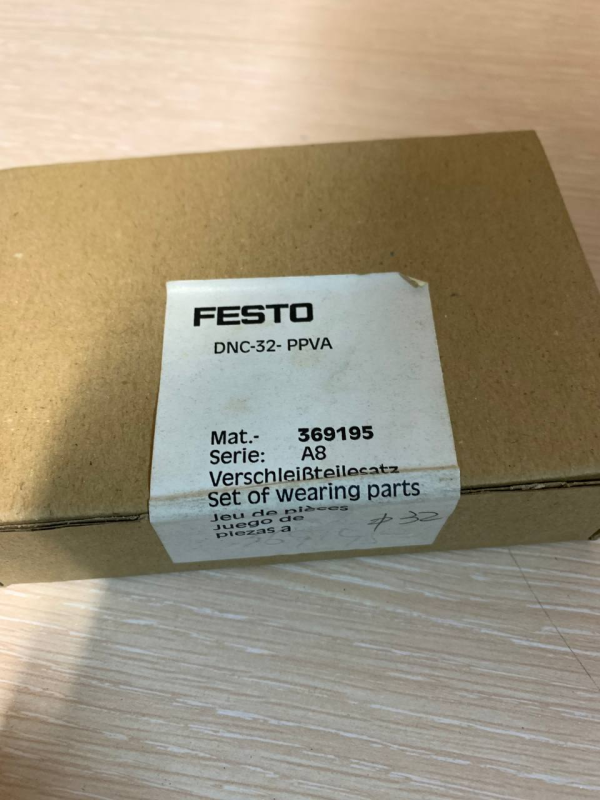 FESTO
DNC-32- PPVA
Mat.- 369195
Serie: A8
Verschleißteilesatz
Set of wearing parts
Jeu de pièces
Juego de
piezas a
φ 32